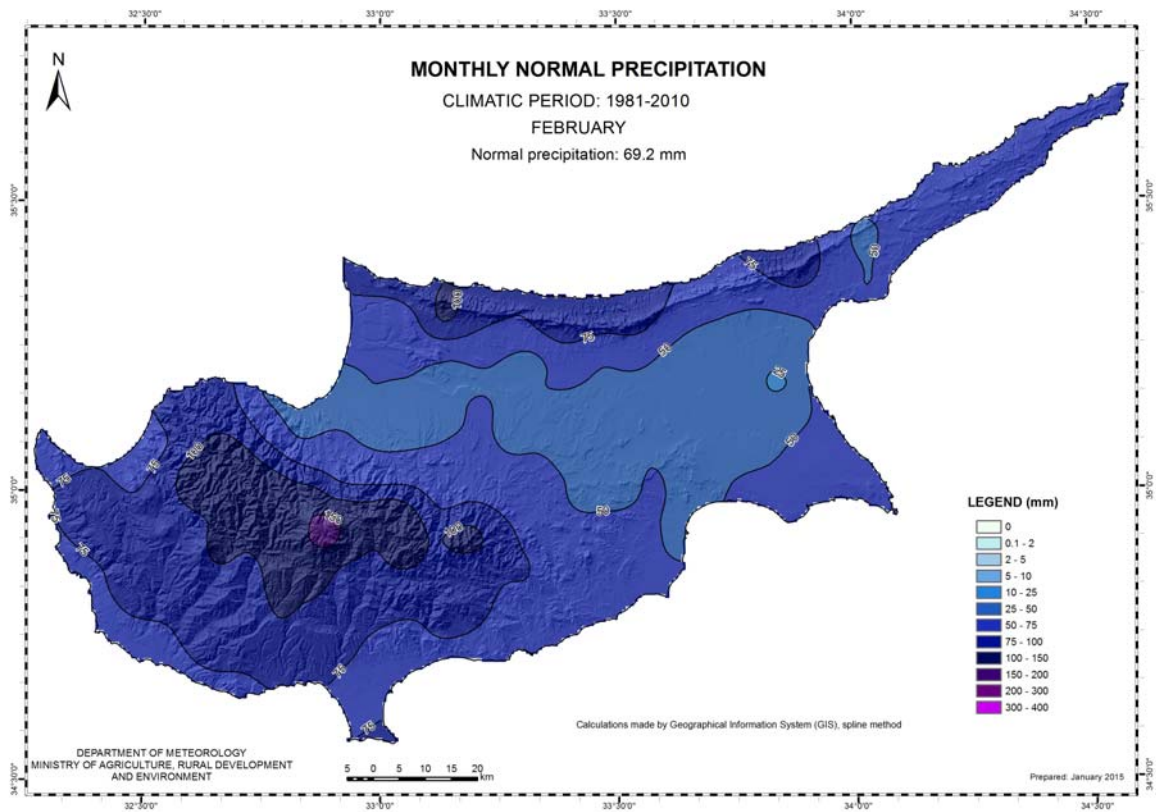 32°30'0"
33°0'0"
33°30'0"
34°0'0"
34°30'0"
N
MONTHLY NORMAL PRECIPITATION
CLIMATIC PERIOD: 1981-2010
FEBRUARY
Normal precipitation: 69.2 mm
35°30'0"
35°30'0"
50
75
100
75
75
50
50
100
75
75
150
100
50
75
75
75
35°0'0"
35°0'0"
LEGEND (mm)
0
0.1 - 2
2 - 5
5 - 10
10 - 25
25 - 50
50 - 75
75 - 100
100 - 150
150 - 200
200 - 300
300 - 400
Calculations made by Geographical Information System (GIS), spline method
DEPARTMENT OF METEOROLOGY
MINISTRY OF AGRICULTURE, RURAL DEVELOPMENT
AND ENVIRONMENT
5 0 5 10 15 20
km
Prepared: January 2015
34°30'0"
34°30'0"
32°30'0"
33°0'0"
33°30'0"
34°0'0"
34°30'0"